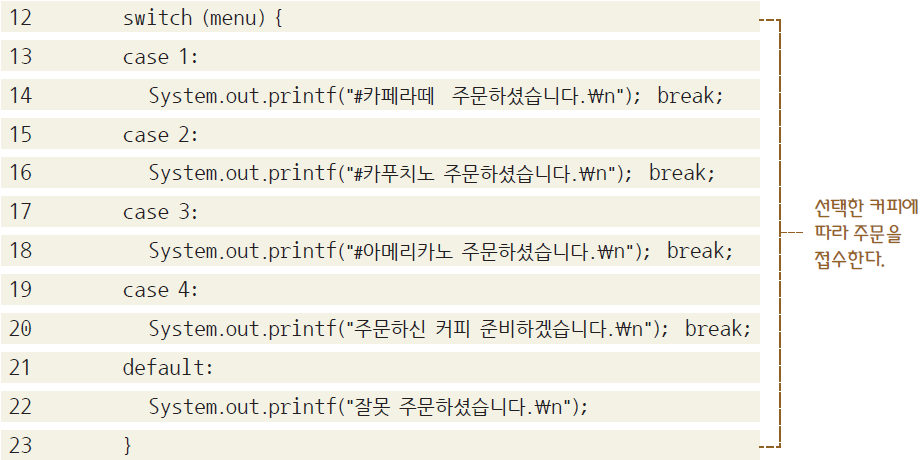 12 switch (menu) {
13 case 1:
14 System.out.printf("#카페라떼 주문하셨습니다.₩n"); break;
15 case 2:
16 System.out.printf("#카푸치노 주문하셨습니다.₩n"); break;
17 case 3:
18 System.out.printf("#아메리카노 주문하셨습니다.₩n"); break;
19 case 4:
20 System.out.printf("주문하신 커피 준비하겠습니다.₩n"); break;
21 default:
22 System.out.printf("잘못 주문하셨습니다.₩n");
23 }
선택한 커피에
따라 주문을
접수한다.